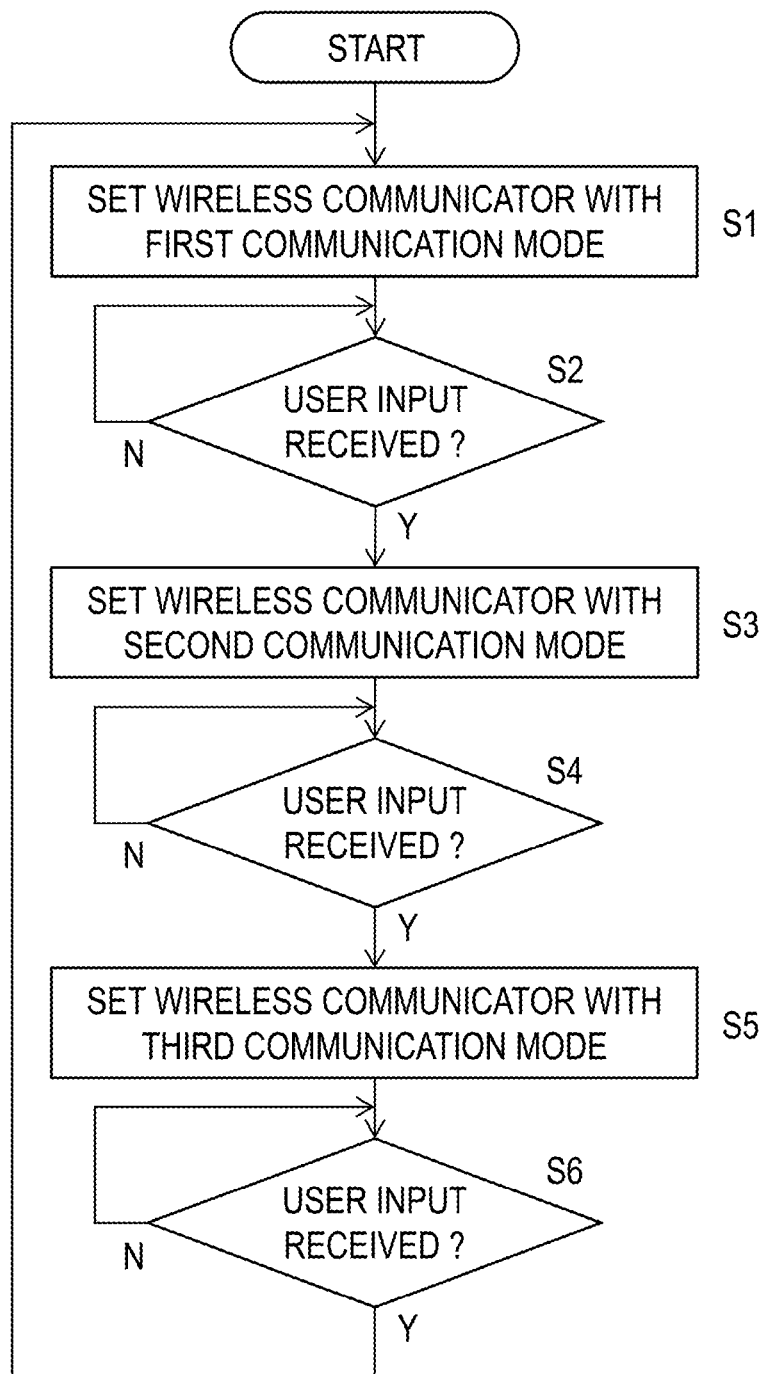 START
SET WIRELESS COMMUNICATOR WITH
FIRST COMMUNICATION MODE
S1
S2
USER INPUT
RECEIVED ?
N
Y
SET WIRELESS COMMUNICATOR WITH
SECOND COMMUNICATION MODE
S3
S4
USER INPUT
RECEIVED ?
N
Y
SET WIRELESS COMMUNICATOR WITH
THIRD COMMUNICATION MODE
S5
S6
USER INPUT
RECEIVED ?
N
Y